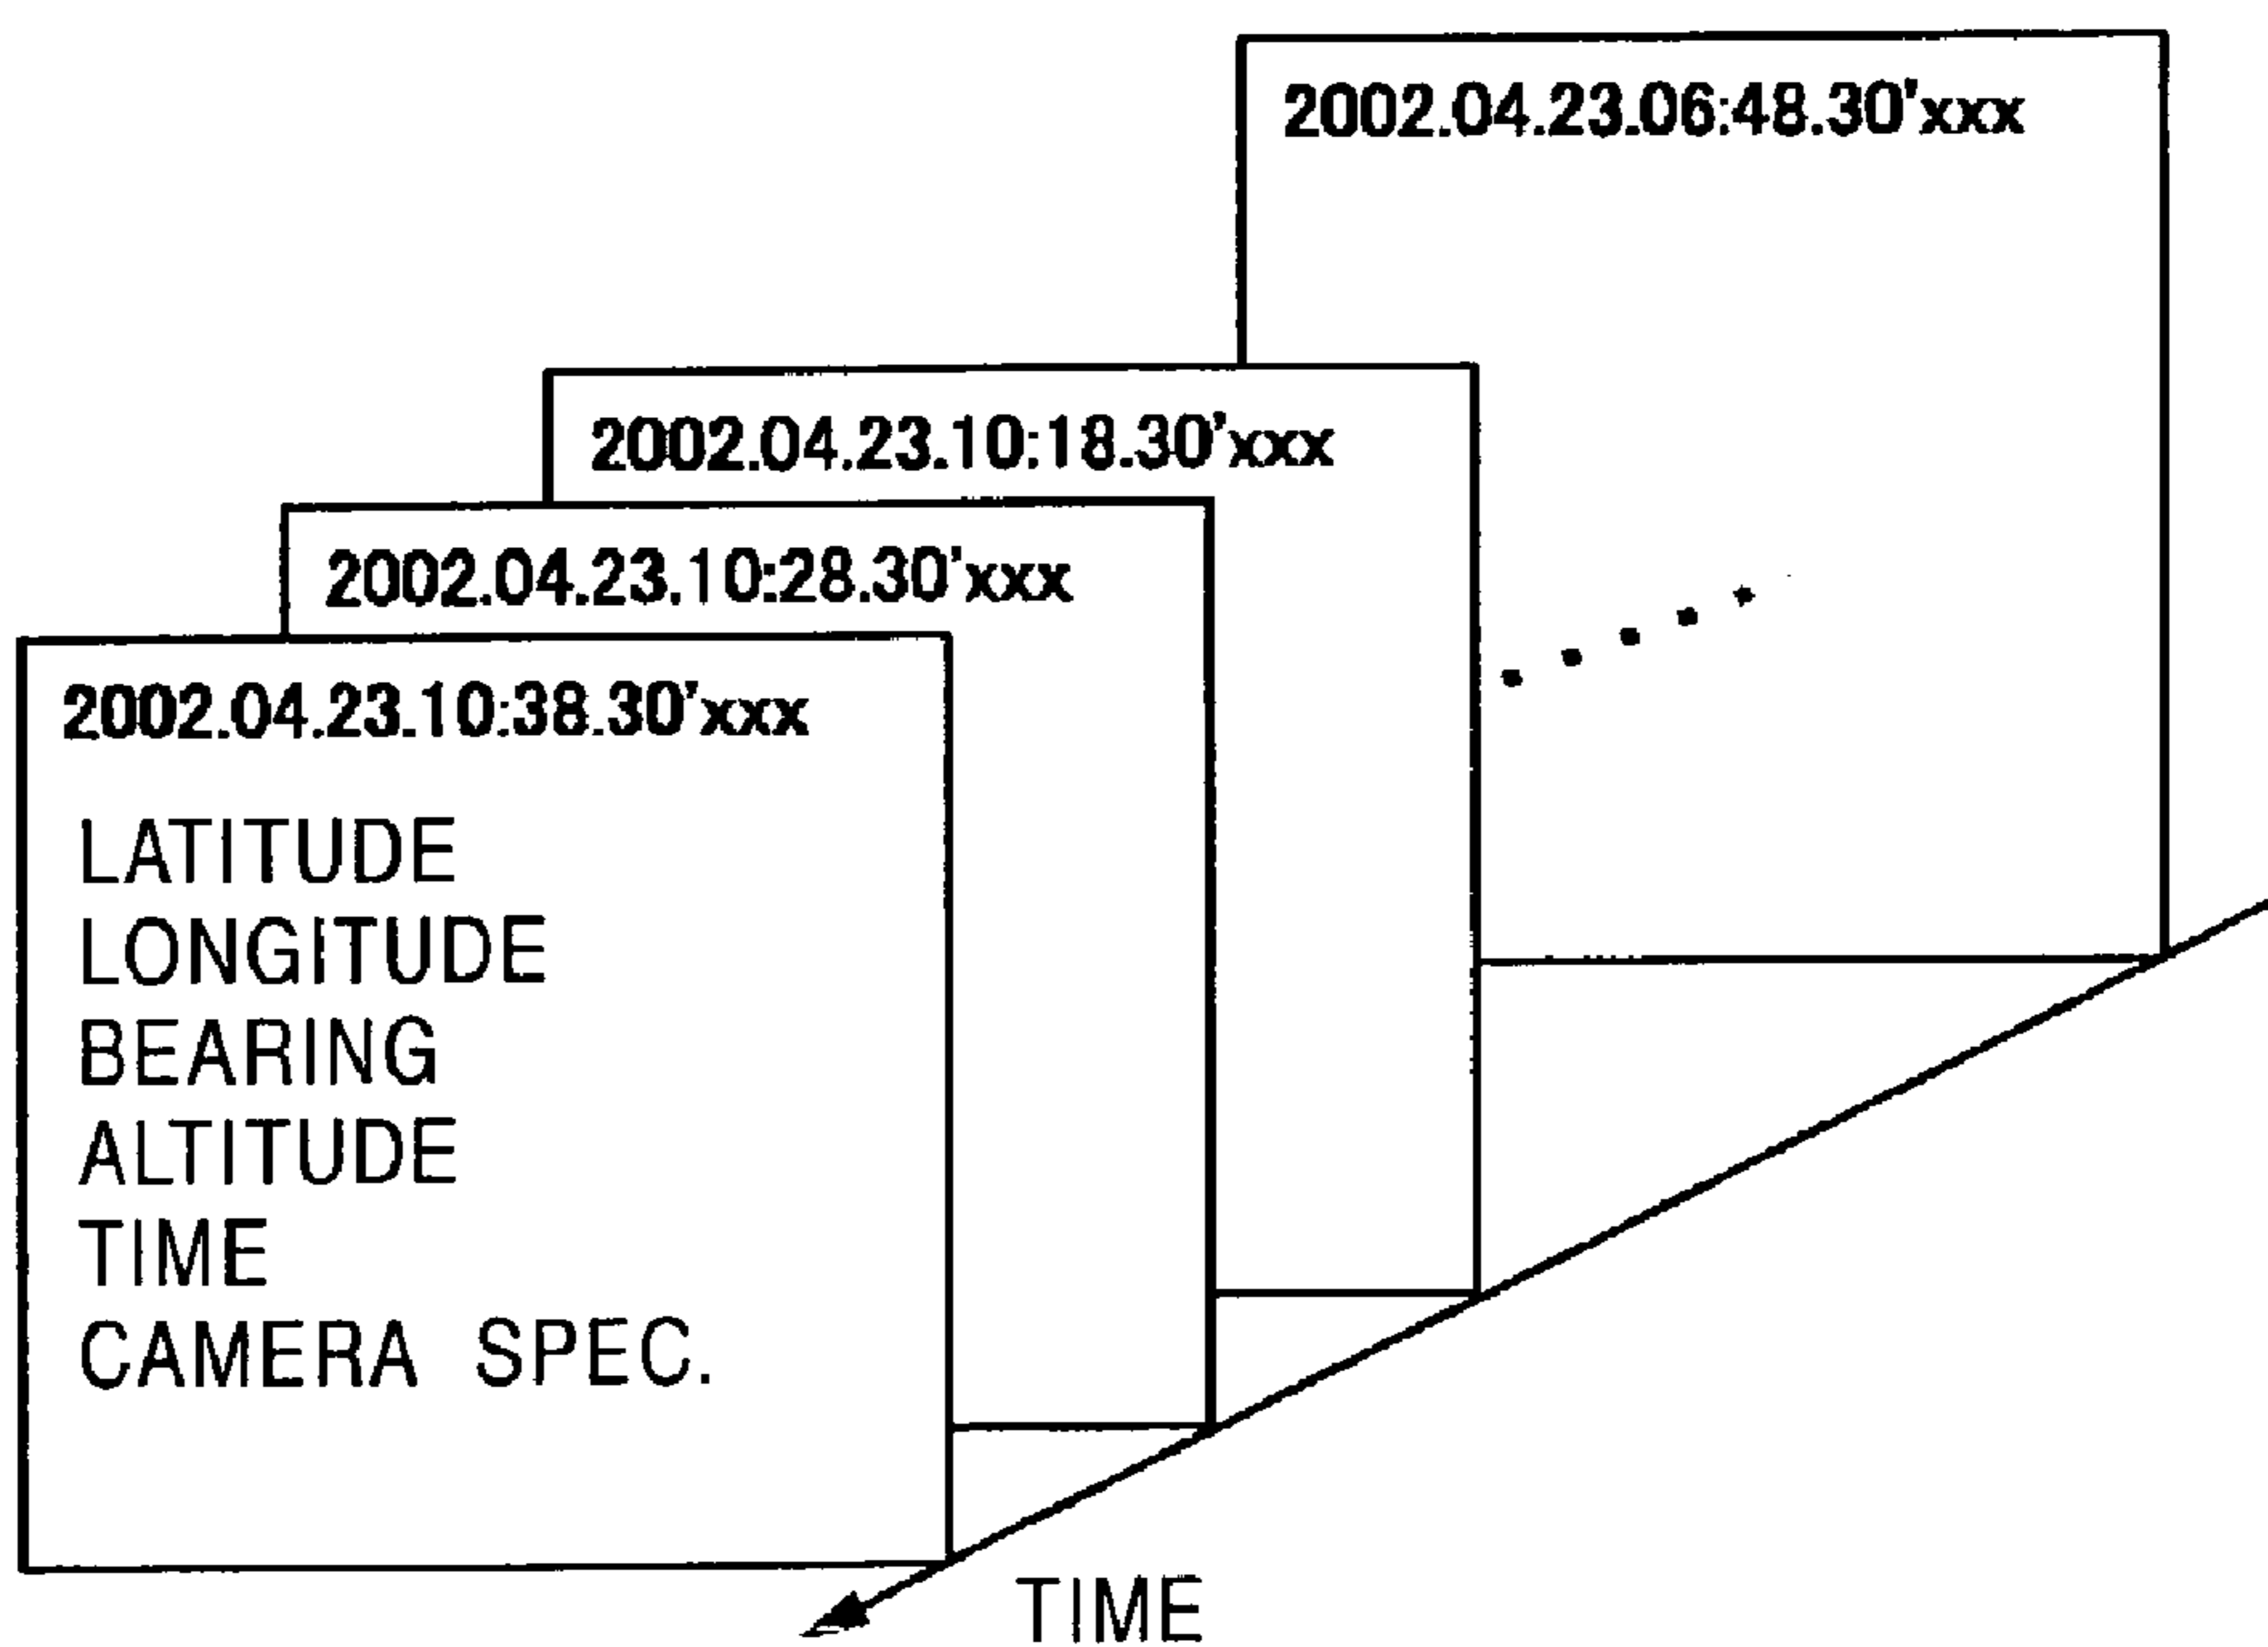 2002.04.23.06:48.30'xxx
2002.04.23.10:18.30'xxx
2002.04.23.10:28.30'xxx
2002.04.23.10:38.30'xxx
LATITUDE
LONGITUDE
BEARING
ALTITUDE
TIME
CAMERA SPEC.
TIME